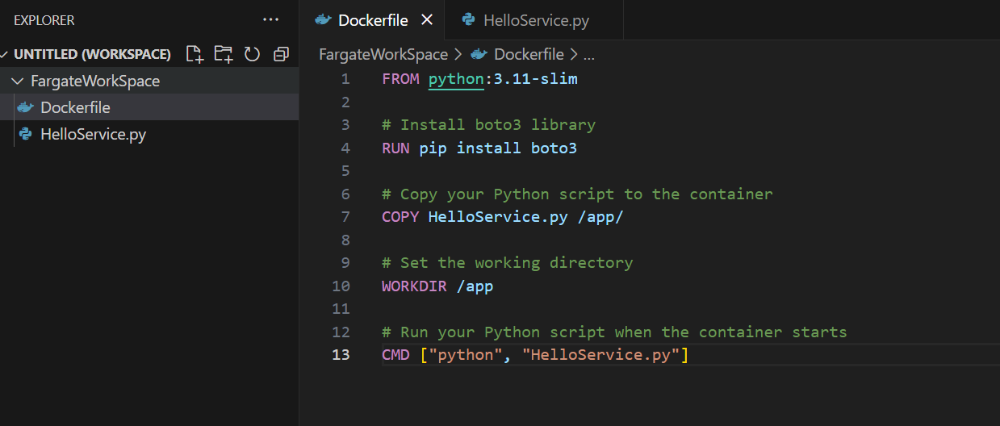 EXPLORER
UNTITLED (WORKSPACE)
FargateWorkSpace
Dockerfile
HelloService.py
Dockerfile
HelloService.py
FargateWorkSpace > Dockerfile > ...
1 FROM python:3.11-slim
2
3 # Install boto3 library
4 RUN pip install boto3
5
6 # Copy your Python script to the container
7 COPY HelloService.py /app/
8
9 # Set the working directory
10 WORKDIR /app
11
12 # Run your Python script when the container starts
13 CMD ["python", "HelloService.py"]